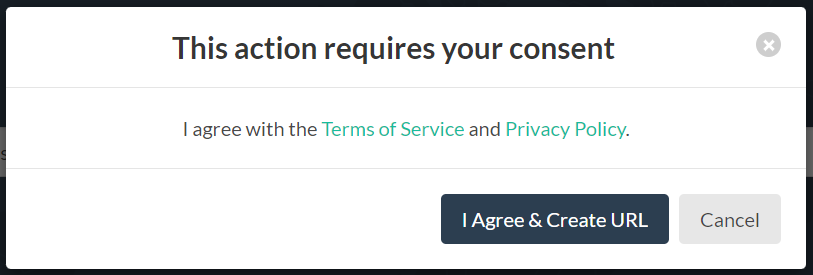 This action requires your consent
I agree with the Terms of Service and Privacy Policy.
I Agree & Create URL
Cancel